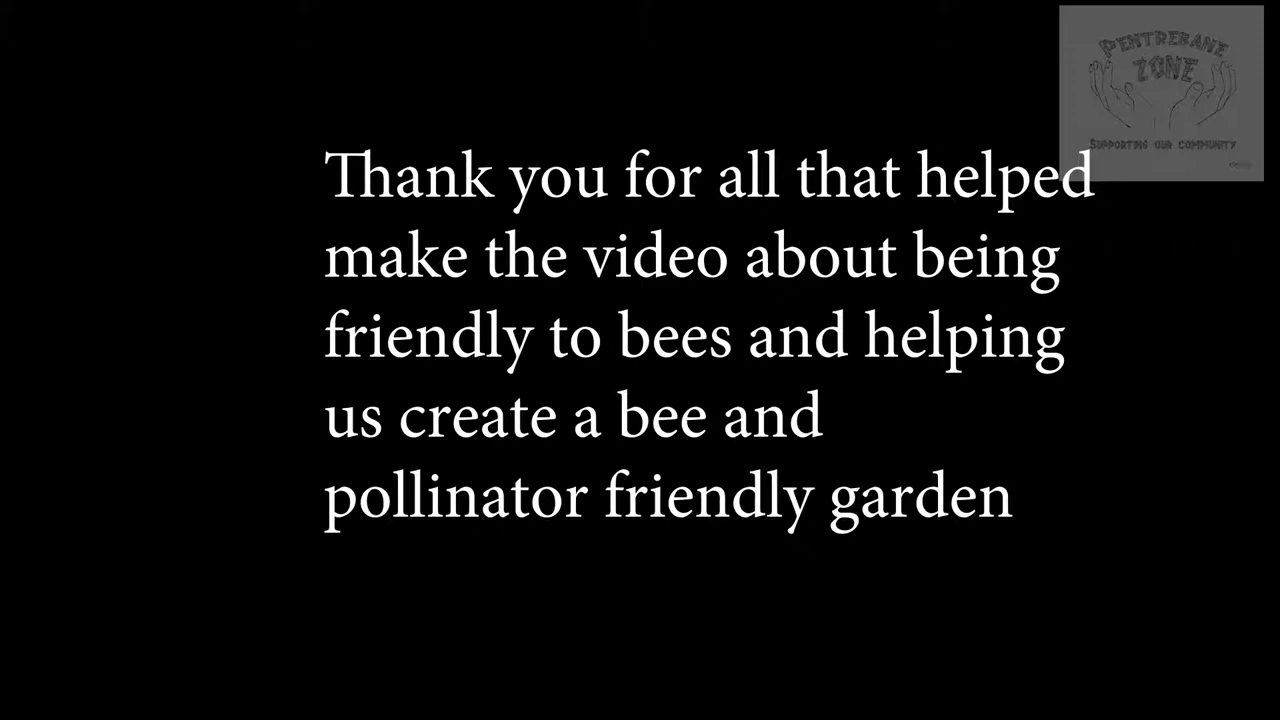 PENTREBANE
ZONE
SUPPORTING OUR COMMUNITY
Thank you for all that helped
make the video about being
friendly to bees and helping
us create a bee and
pollinator friendly garden